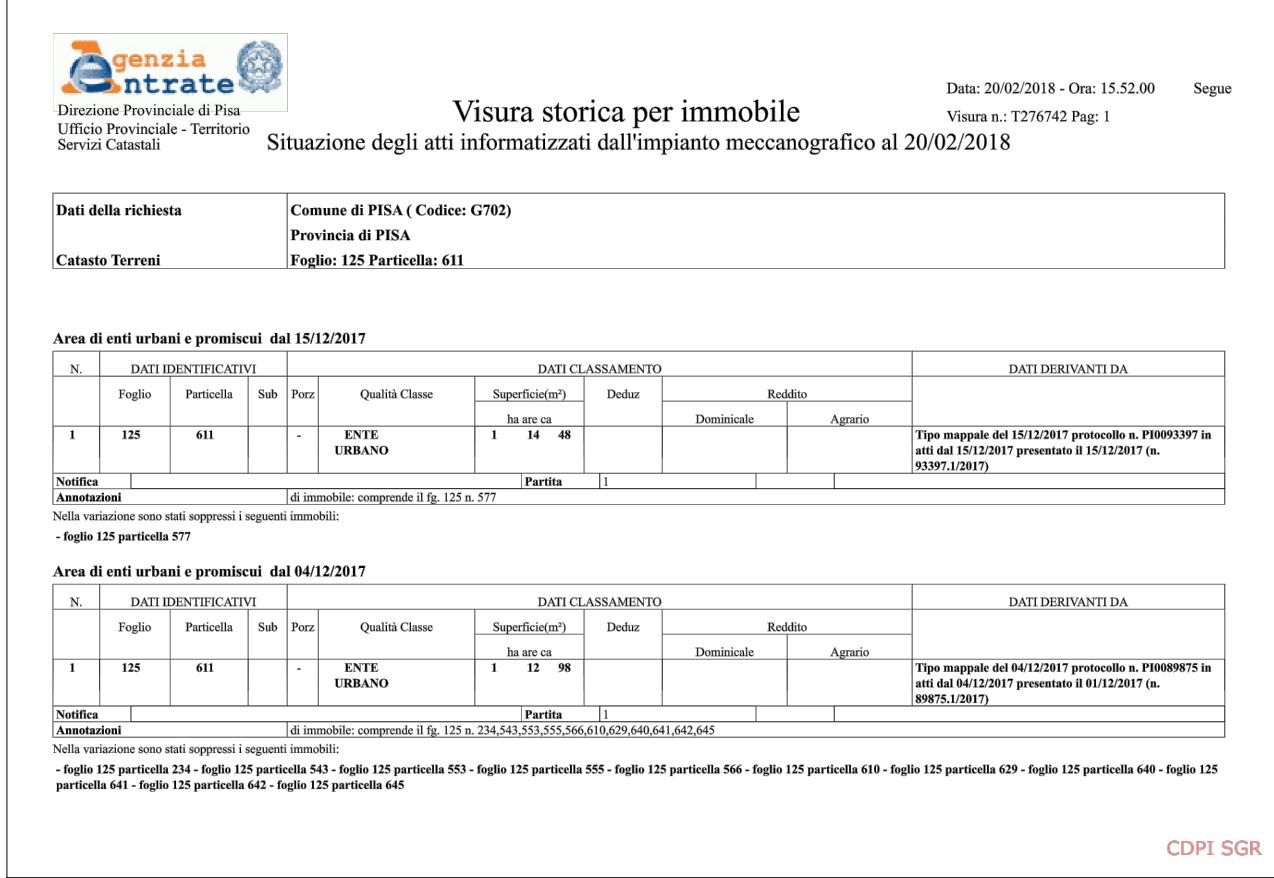 Agenzia
Entrate
Direzione Provinciale di Pisa
Ufficio Provinciale - Territorio
Servizi Catastali
Visura storica per immobile
Situazione degli atti informatizzati dall'impianto meccanografico al 20/02/2018
Data: 20/02/2018 - Ora: 15.52.00 Segue
Visura n.: T276742 Pag: 1
Dati della richiesta Comune di PISA ( Codice: G702)
Provincia di PISA
Catasto Terreni Foglio: 125 Particella: 611
Area di enti urbani e promiscui dal 15/12/2017
N. DATI IDENTIFICATIVI DATI CLASSAMENTO DATI DERIVANTI DA
Foglio Particella Sub Porz Qualità Classe Superficie(m²) Deduz Reddito
ha are ca Dominicale Agrario
1 125 611 - ENTE 1 14 48 Tipo mappale del 15/12/2017 protocollo n. PI0093397 in
URBANO atti dal 15/12/2017 presentato il 15/12/2017 (n.
93397.1/2017)
Notifica Partita 1
Annotazioni di immobile: comprende il fg. 125 n. 577
Nella variazione sono stati soppressi i seguenti immobili:
- foglio 125 particella 577
Area di enti urbani e promiscui dal 04/12/2017
N. DATI IDENTIFICATIVI DATI CLASSAMENTO DATI DERIVANTI DA
Foglio Particella Sub Porz Qualità Classe Superficie(m²) Deduz Reddito
ha are ca Dominicale Agrario
1 125 611 - ENTE 1 12 98 Tipo mappale del 04/12/2017 protocollo n. PI0089875 in
URBANO atti dal 04/12/2017 presentato il 01/12/2017 (n.
89875.1/2017)
Notifica Partita 1
Annotazioni di immobile: comprende il fg. 125 n. 234,543,553,555,566,610,629,640,641,642,645
Nella variazione sono stati soppressi i seguenti immobili:
- foglio 125 particella 234 - foglio 125 particella 543 - foglio 125 particella 553 - foglio 125 particella 555 - foglio 125 particella 566 - foglio 125 particella 610 - foglio 125 particella 629 - foglio 125 particella 640 - foglio 125
particella 641 - foglio 125 particella 642 - foglio 125 particella 645
CDPI SGR